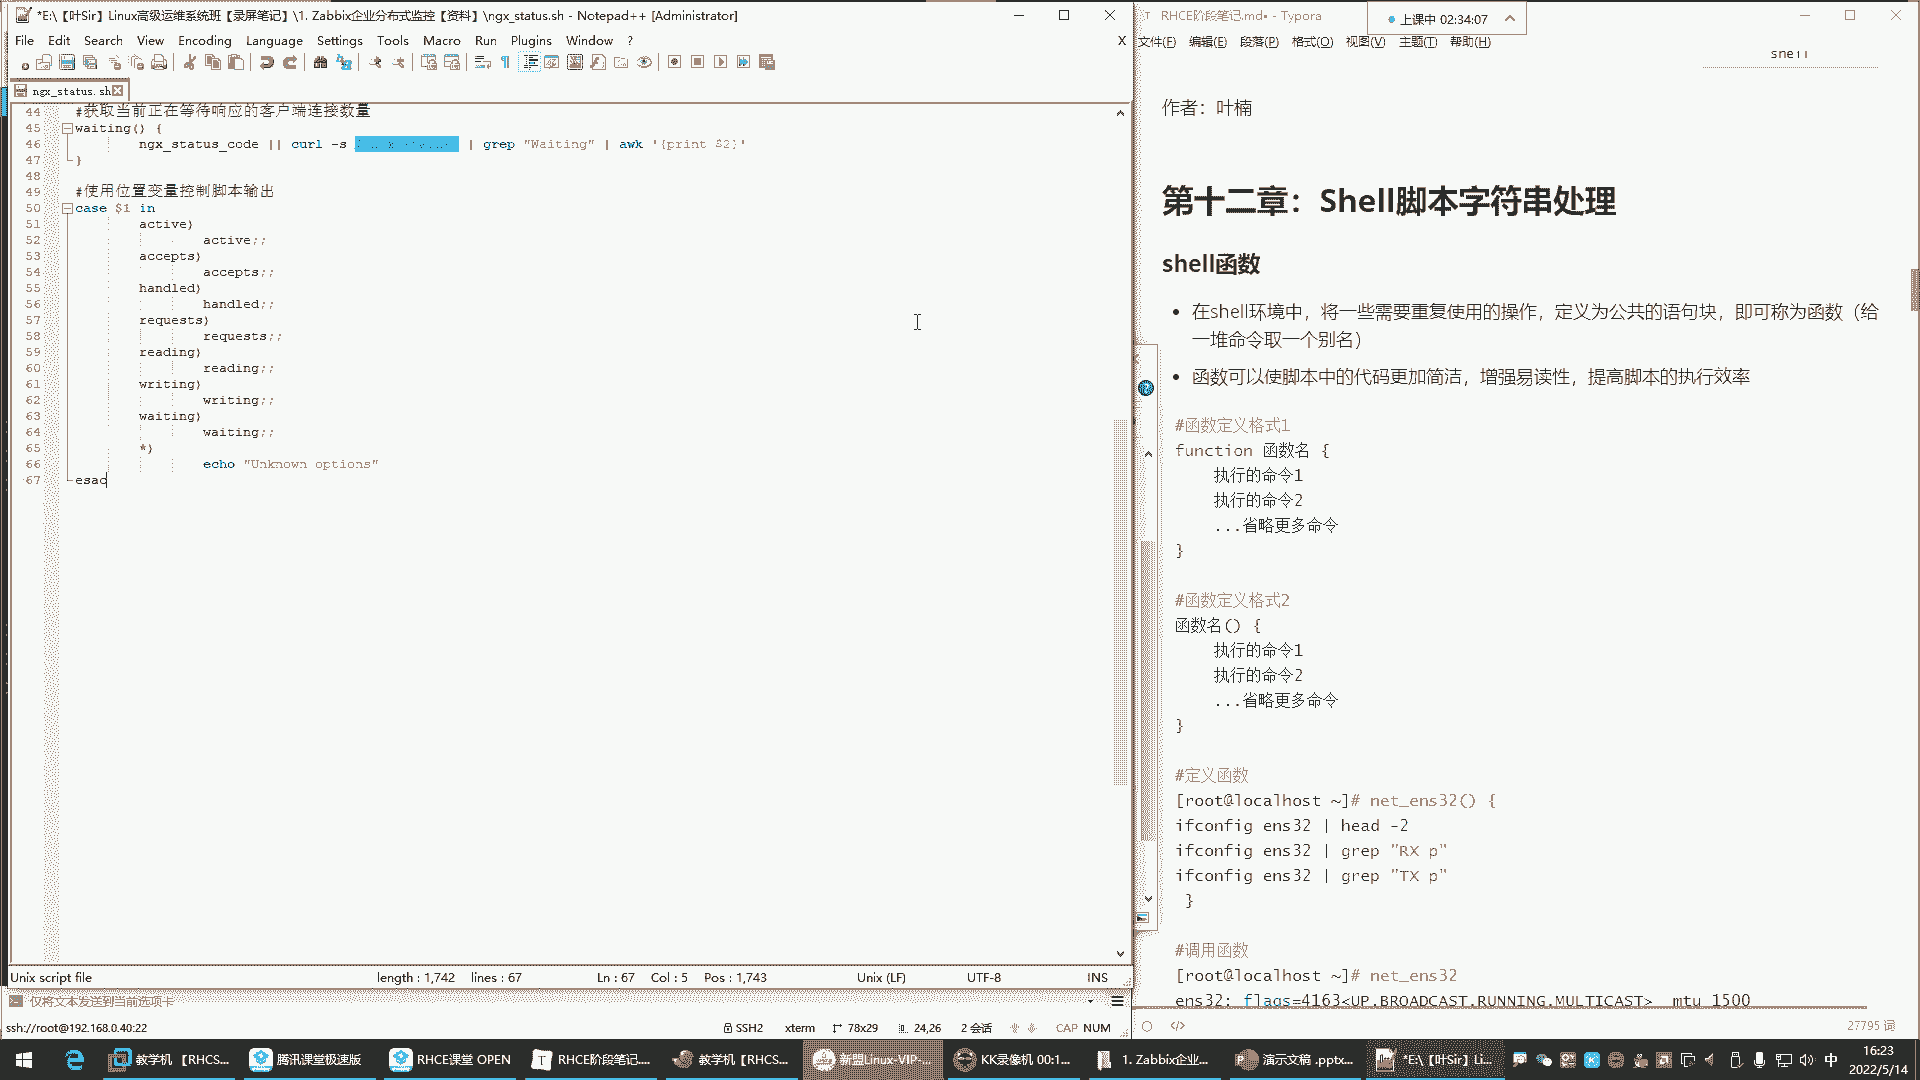 *E:\【叶Sir】Linux高级运维系统班【录屏笔记】\1. Zabbix企业分布式监控【资料】\ngx_status.sh - Notepad++ [Administrator]
File Edit Search View Encoding Language Settings Tools Macro Run Plugins Window ? X
ngx_status.sh
44 #获取当前正在等待响应的客户端连接数量
45 waiting() {
46 ngx_status_code || curl -s | grep "Waiting" | awk '{print $2}'
47 }
48
49 #使用位置变量控制脚本输出
50 case $1 in
51 active)
52 active;;
53 accepts)
54 accepts;;
55 handled)
56 handled;;
57 requests)
58 requests;;
59 reading)
60 reading;;
61 writing)
62 writing;;
63 waiting)
64 waiting;;
65 *)
66 echo "Unknown options"
67 esac
Unix script file length : 1,742 lines : 67 Ln : 67 Col : 5 Pos : 1,743 Unix (LF) UTF-8 INS
仅将文本发送到当前选项卡
ssh://root@192.168.0.40:22 SSH2 xterm 78x29 24,26 2 会话 CAP NUM
RHCE阶段笔记.md• - Typora
上课中 02:34:07
文件(F) 编辑(E) 段落(P) 格式(O) 视图(V) 主题(T) 帮助(H)
shell
作者：叶楠
第十二章：Shell脚本字符串处理
shell函数
• 在shell环境中，将一些需要重复使用的操作，定义为公共的语句块，即可称为函数（给
一堆命令取一个别名）
• 函数可以使脚本中的代码更加简洁，增强易读性，提高脚本的执行效率
#函数定义格式1
function 函数名 {
执行的命令1
执行的命令2
...省略更多命令
}
#函数定义格式2
函数名() {
执行的命令1
执行的命令2
...省略更多命令
}
#定义函数
[root@localhost ~]# net_ens32() {
ifconfig ens32 | head -2
ifconfig ens32 | grep "RX p"
ifconfig ens32 | grep "TX p"
}
#调用函数
[root@localhost ~]# net_ens32
ens32: flags=4163<UP,BROADCAST,RUNNING,MULTICAST> mtu 1500
27795 词
教学机 【RHCS... 腾讯课堂极速版 RHCE课堂 OPEN RHCE阶段笔记.... 教学机【RHCS... 新盟Linux-VIP-... KK录像机 00:1... 1. Zabbix企业... 演示文稿 .pptx... *E:\【叶Sir】Li... 中
16:23
2022/5/14